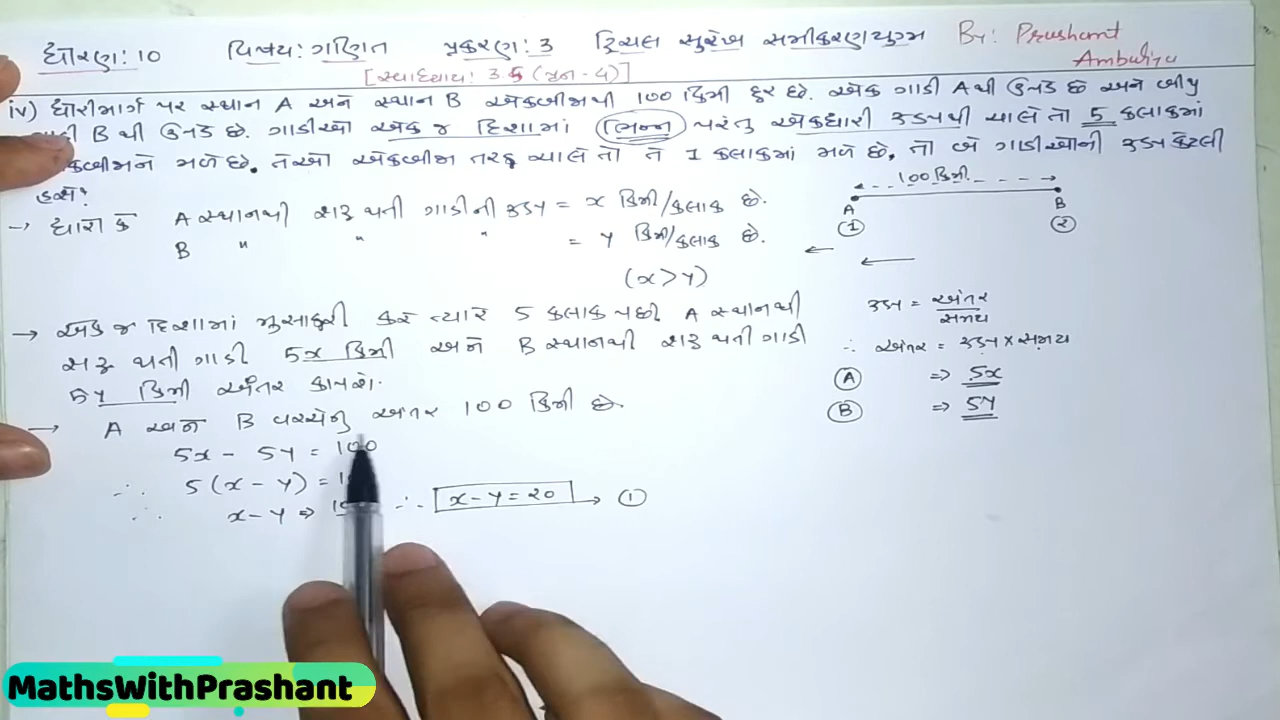 ધોરણ: 10 વિષય: ગણિત પ્રકરણ: 3 દ્વિચલ સુરેખ સમીકરણયુગ્મ By: Prashant Ambaliya
[સ્વાધ્યાય: 3.5 (પ્રશ્ન - 4)]
iv) ધોરીમાર્ગ પર સ્થાન A અને સ્થાન B એકબીજાથી 100 કિમી દૂર છે. એક ગાડી A થી ઉપડે છે અને બીજી
B થી ઉપડે છે. ગાડીઓ એક જ દિશામાં ભિન્ન પરંતુ એકધારી ઝડપથી ચાલે તો 5 કલાકમાં
મળે છે. તેઓ એકબીજા તરફ ચાલે તો તે 1 કલાકમાં મળે છે, તો બે ગાડીઓની ઝડપ કેટલી
હશે?
100 કિમી.
A B
1 2
→ ધારો કે A સ્થાનથી શરૂ થતી ગાડીની ઝડપ = x કિમી/કલાક છે.
B " " " = y કિમી/કલાક છે.
(x > y)
→ એક જ દિશામાં મુસાફરી કરે ત્યારે 5 કલાક પછી A સ્થાનથી
શરૂ થતી ગાડી 5x કિમી અને B સ્થાનથી શરૂ થતી ગાડી
5y કિમી અંતર કાપશે.
ઝડપ = અંતર / સમય
∴ અંતર = ઝડપ × સમય
A ⇒ 5x
B ⇒ 5y
→ A અને B વચ્ચેનુ અંતર 100 કિમી છે.
5x - 5y = 100
∴ 5(x - y) =
∴ x - y ⇒ ∴ x - y = 20 → 1
MathsWithPrashant